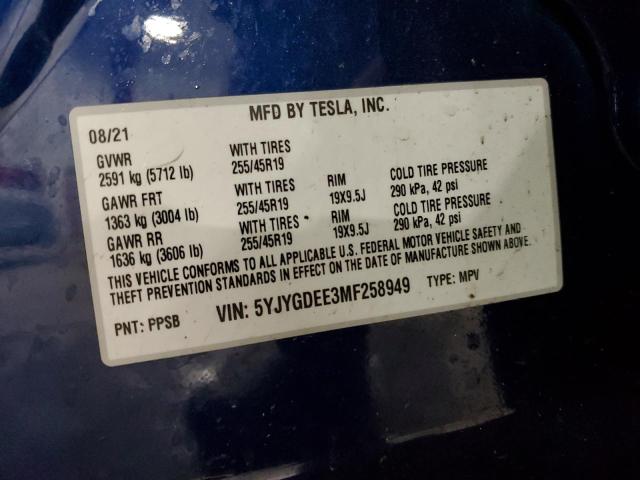 MFD BY TESLA, INC.
08/21
GVWR WITH TIRES
2591 kg (5712 lb) 255/45R19
GAWR FRT WITH TIRES RIM COLD TIRE PRESSURE
1363 kg (3004 lb) 255/45R19 19X9.5J 290 kPa, 42 psi
GAWR RR WITH TIRES RIM COLD TIRE PRESSURE
1636 kg (3606 lb) 255/45R19 19X9.5J 290 kPa, 42 psi
THIS VEHICLE CONFORMS TO ALL APPLICABLE U.S. FEDERAL MOTOR VEHICLE SAFETY AND
THEFT PREVENTION STANDARDS IN EFFECT ON THE DATE OF MANUFACTURE SHOWN ABOVE.
PNT: PPSB VIN: 5YJYGDEE3MF258949 TYPE: MPV